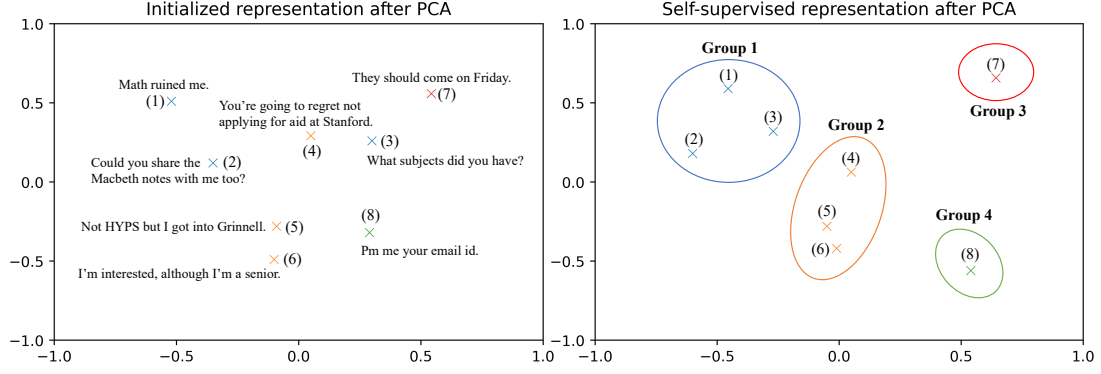 Initialized representation after PCA
1.0
0.5
0.0
−0.5
−1.0
−1.0
−0.5
0.0
0.5
1.0
Math ruined me.
(1)
They should come on Friday.
(7)
You’re going to regret not
applying for aid at Stanford.
(4)
(3)
What subjects did you have?
Could you share the
Macbeth notes with me too?
(2)
Not HYPS but I got into Grinnell.
(5)
(8)
Pm me your email id.
(6)
I’m interested, although I’m a senior.
Self-supervised representation after PCA
1.0
0.5
0.0
−0.5
−1.0
−1.0
−0.5
0.0
0.5
1.0
Group 1
(1)
(2)
(3)
Group 2
(4)
(5)
(6)
(7)
Group 3
Group 4
(8)